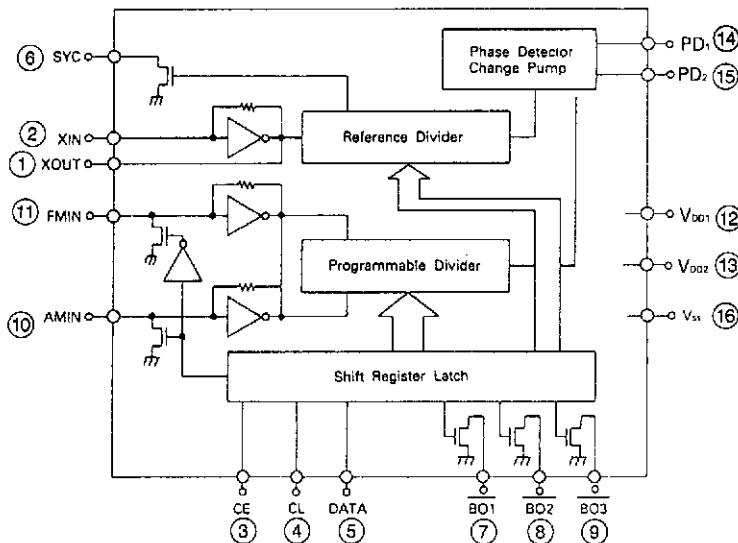 ⑥ SYC
② XIN
① XOUT
⑪ FMIN
⑩ AMIN
Phase Detector
Change Pump
PD₁ ⑭
PD₂ ⑮
Reference Divider
Programmable Divider
VDD1 ⑫
VDD2 ⑬
Vss ⑯
Shift Register Latch
CE CL DATA BO1 BO2 BO3
③ ④ ⑤ ⑦ ⑧ ⑨